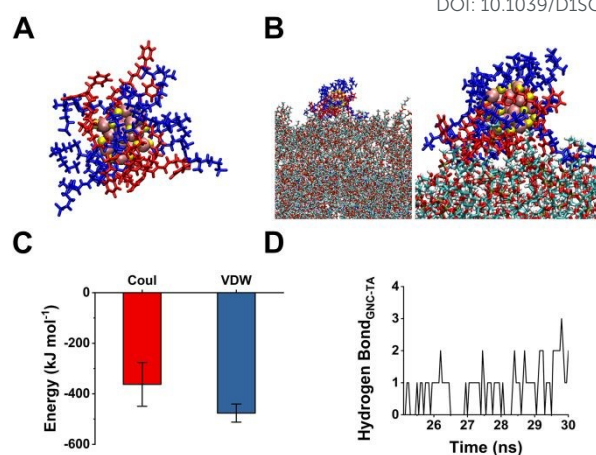 DOI: 10.1039/D1SC
A
B
C
Coul
VDW
0
-200
-400
-600
Energy (kJ mol⁻¹)
D
4
3
2
1
0
Hydrogen Bond_GNC-TA
26
27
28
29
30
Time (ns)